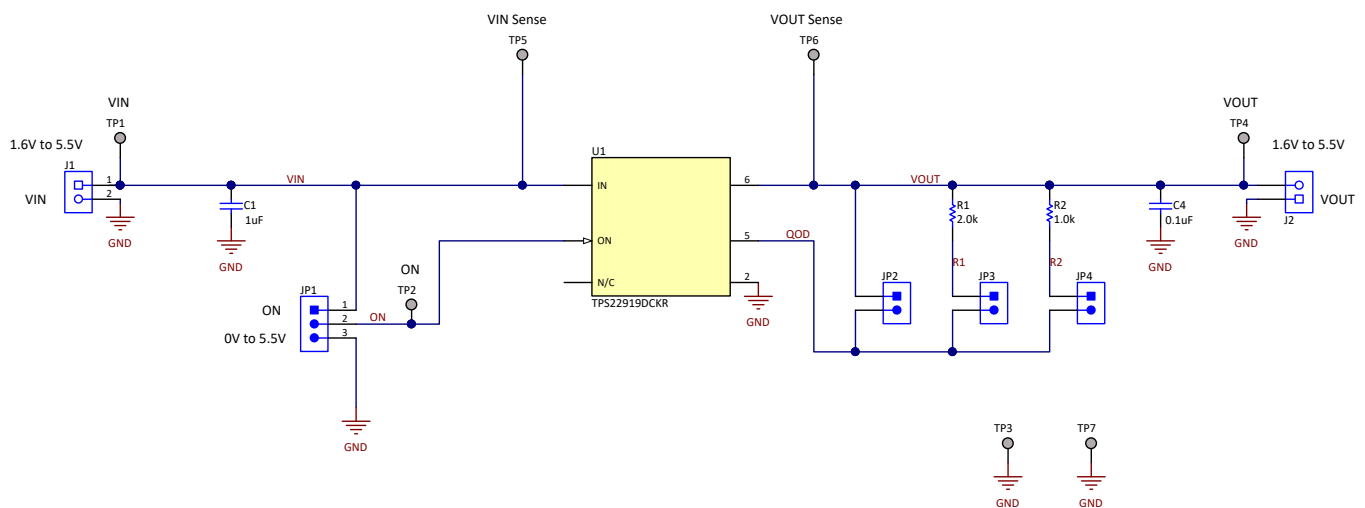 VIN Sense
TP5
VOUT Sense
TP6
VIN
TP1
VOUT
TP4
1.6V to 5.5V
1.6V to 5.5V
J1
1
2
VIN
GND
C1
1uF
GND
VIN
U1
IN
ON
N/C
6
5
2
TPS22919DCKR
GND
VOUT
QOD
R1
2.0k
R2
1.0k
R1
R2
C4
0.1uF
GND
GND
J2
VOUT
ON
TP2
JP1
1
2
3
ON
ON
0V to 5.5V
GND
JP2
JP3
JP4
TP3
GND
TP7
GND